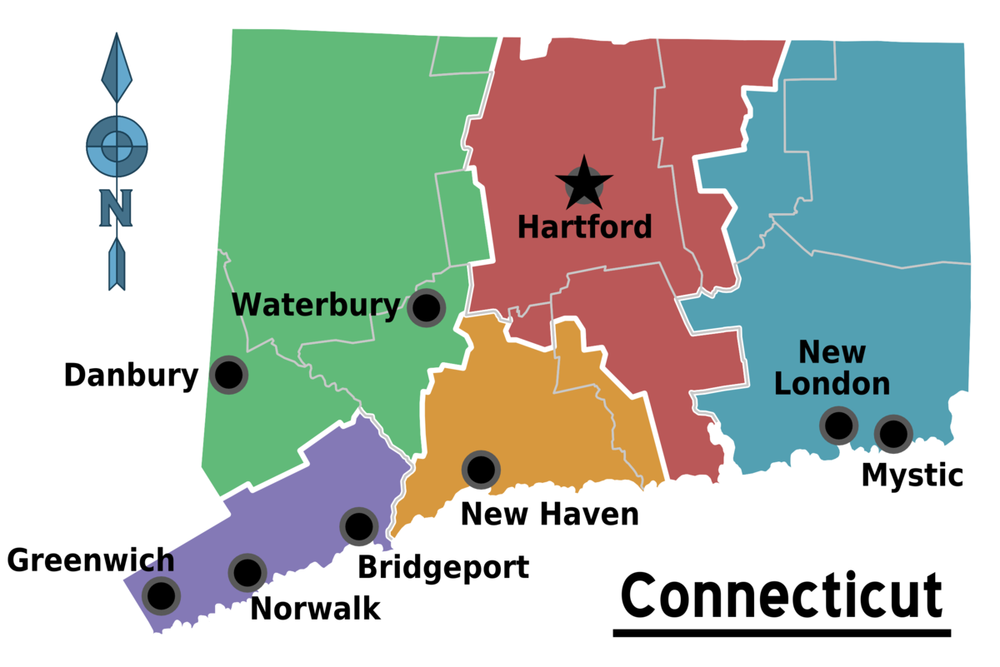 N
Hartford
Waterbury
Danbury
New
London
Mystic
New Haven
Greenwich
Bridgeport
Norwalk
Connecticut